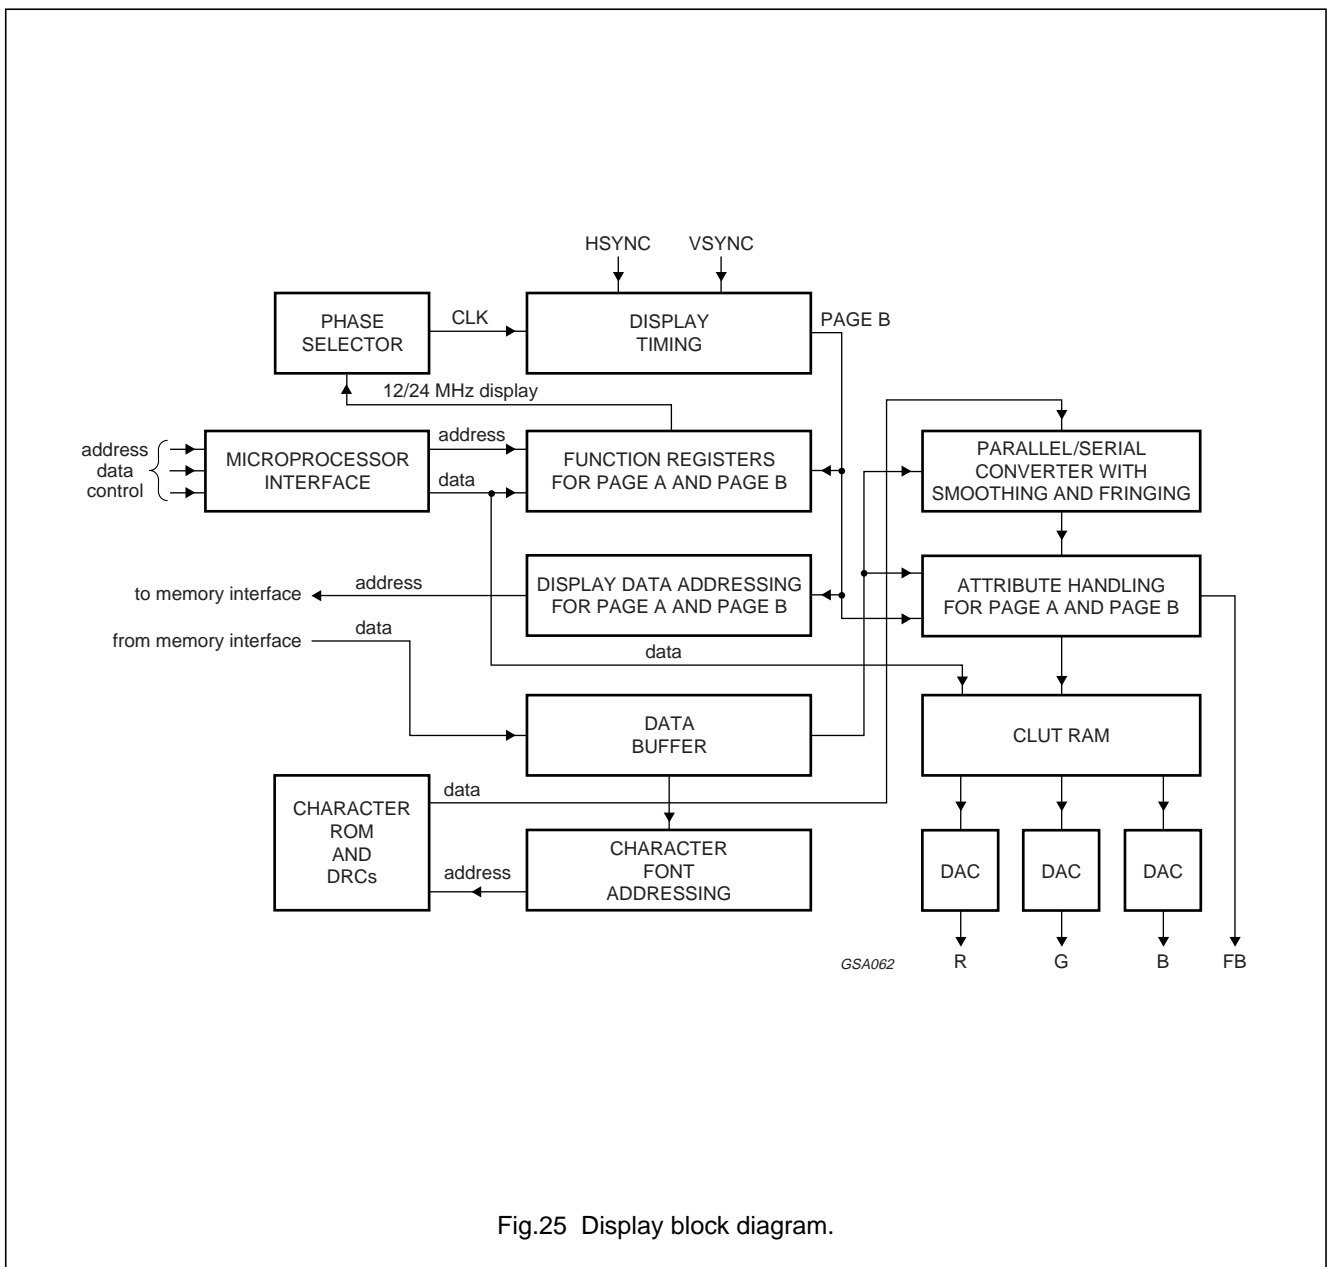 HSYNC VSYNC
PHASE
SELECTOR
CLK
DISPLAY
TIMING
PAGE B
12/24 MHz display
address
data
control
MICROPROCESSOR
INTERFACE
address
data
FUNCTION REGISTERS
FOR PAGE A AND PAGE B
PARALLEL/SERIAL
CONVERTER WITH
SMOOTHING AND FRINGING
to memory interface
address
DISPLAY DATA ADDRESSING
FOR PAGE A AND PAGE B
ATTRIBUTE HANDLING
FOR PAGE A AND PAGE B
from memory interface
data
data
DATA
BUFFER
CLUT RAM
CHARACTER
ROM
AND
DRCs
data
address
CHARACTER
FONT
ADDRESSING
DAC
DAC
DAC
GSA062
R
G
B
FB
Fig.25 Display block diagram.